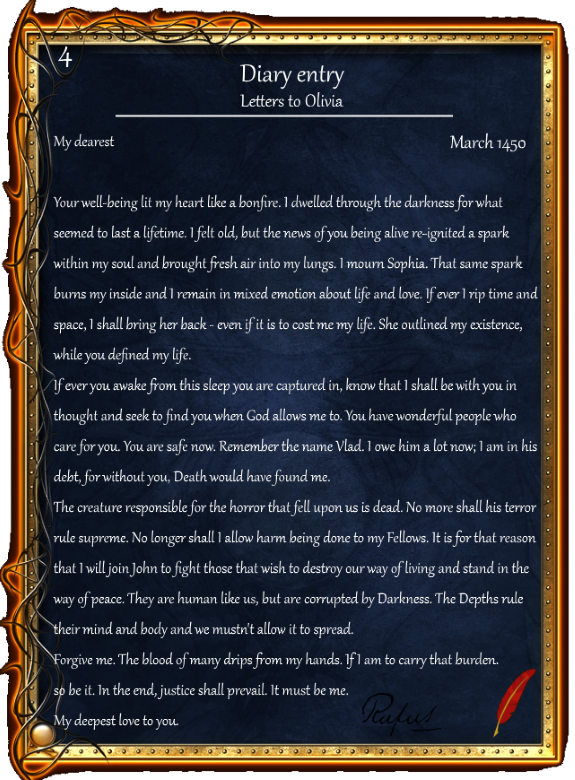 4
Diary entry
Letters to Olivia
My dearest
March 1450
Your well-being lit my heart like a bonfire. I dwelled through the darkness for what
seemed to last a lifetime. I felt old, but the news of you being alive re-ignited a spark
within my soul and brought fresh air into my lungs. I mourn Sophia. That same spark
burns my inside and I remain in mixed emotion about life and love. If ever I rip time and
space, I shall bring her back - even if it is to cost me my life. She outlined my existence,
while you defined my life.
If ever you awake from this sleep you are captured in, know that I shall be with you in
thought and seek to find you when God allows me to. You have wonderful people who
care for you. You are safe now. Remember the name Vlad. I owe him a lot now; I am in his
debt, for without you, Death would have found me.
The creature responsible for the horror that fell upon us is dead. No more shall his terror
rule supreme. No longer shall I allow harm being done to my Fellows. It is for that reason
that I will join John to fight those that wish to destroy our way of living and stand in the
way of peace. They are human like us, but are corrupted by Darkness. The Depths rule
their mind and body and we mustn't allow it to spread.
Forgive me. The blood of many drips from my hands. If I am to carry that burden.
so be it. In the end, justice shall prevail. It must be me.
My deepest love to you.
Rufus